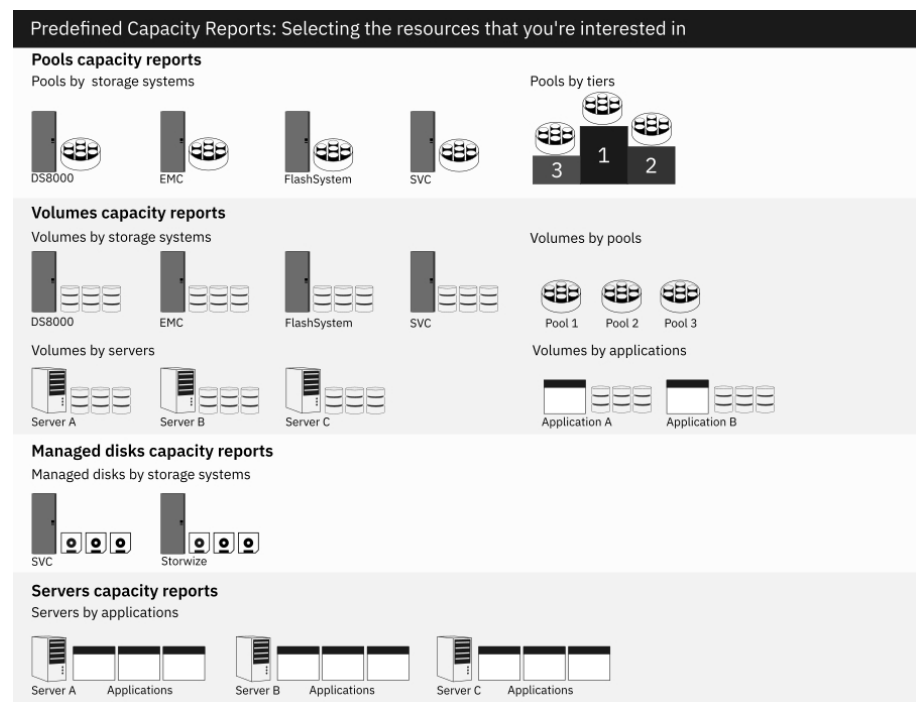 Predefined Capacity Reports: Selecting the resources that you're interested in
Pools capacity reports
Pools by storage systems
Pools by tiers
DS8000
EMC
FlashSystem
SVC
3
1
2
Volumes capacity reports
Volumes by storage systems
Volumes by pools
DS8000
EMC
FlashSystem
SVC
Pool 1
Pool 2
Pool 3
Volumes by servers
Volumes by applications
Server A
Server B
Server C
Application A
Application B
Managed disks capacity reports
Managed disks by storage systems
SVC
Storwize
Servers capacity reports
Servers by applications
Server A
Applications
Server B
Applications
Server C
Applications